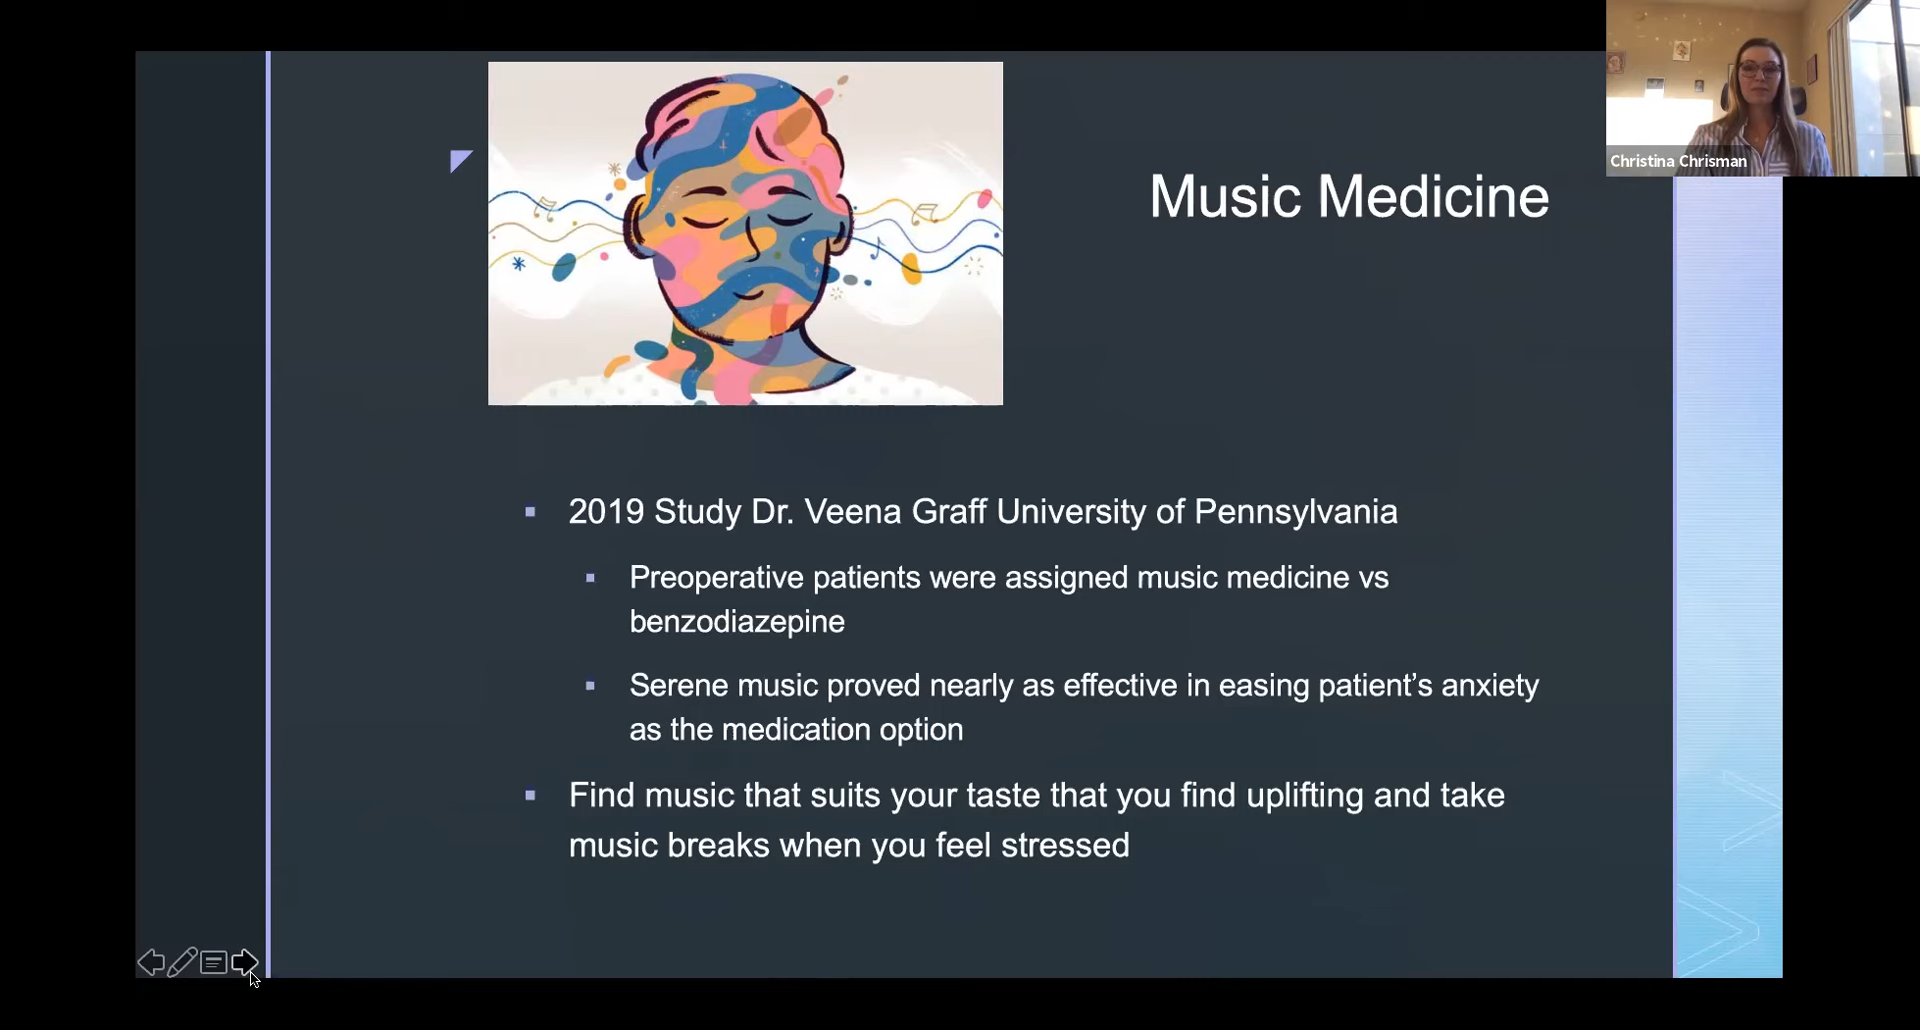 Christina Chrisman
Music Medicine
2019 Study Dr. Veena Graff University of Pennsylvania
Preoperative patients were assigned music medicine vs
benzodiazepine
Serene music proved nearly as effective in easing patient’s anxiety
as the medication option
Find music that suits your taste that you find uplifting and take
music breaks when you feel stressed